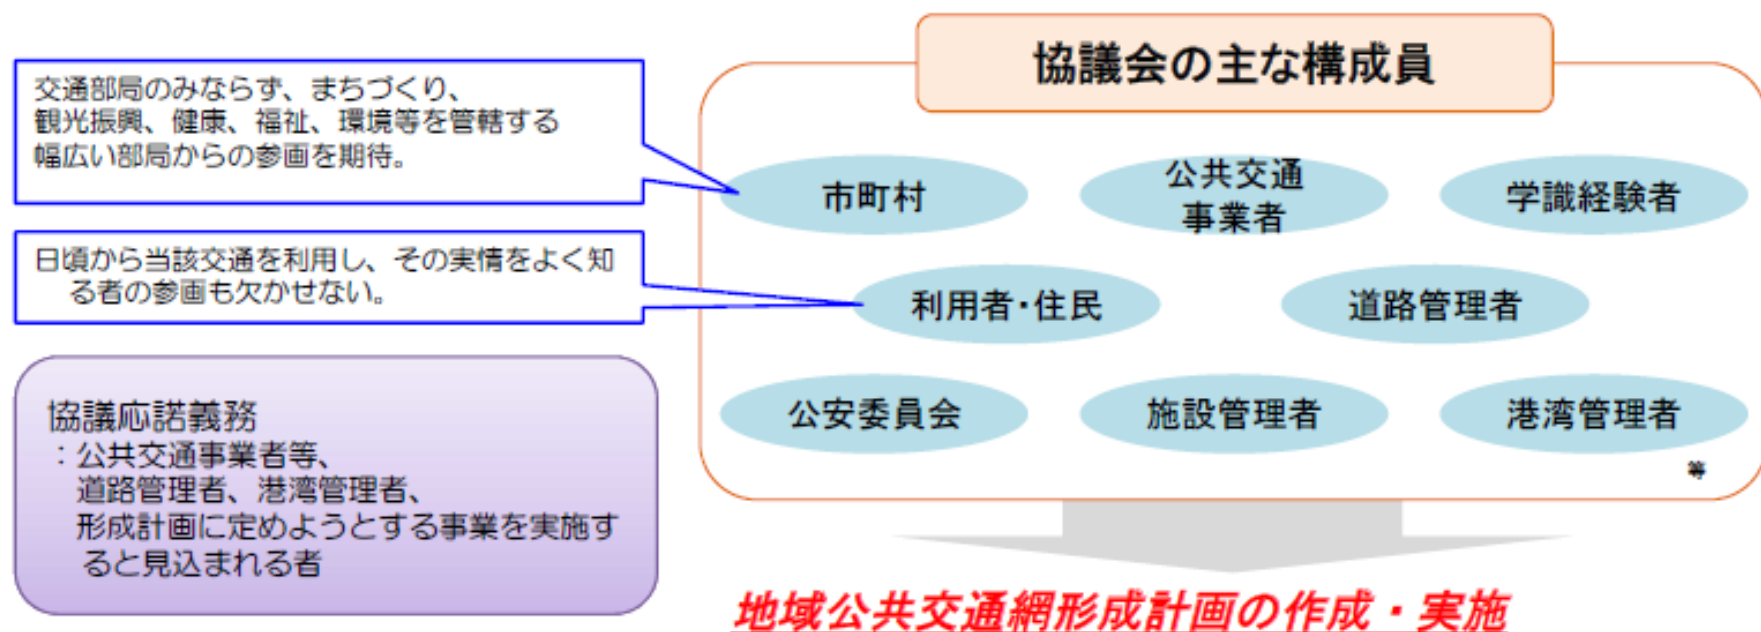 協議会の主な構成員
交通部局のみならず、まちづくり、
観光振興、健康、福祉、環境等を管轄する
幅広い部局からの参画を期待。
市町村
公共交通
事業者
学識経験者
日頃から当該交通を利用し、その実情をよく知
る者の参画も欠かせない。
利用者・住民
道路管理者
協議応諾義務
：公共交通事業者等、
道路管理者、港湾管理者、
形成計画に定めようとする事業を実施す
ると見込まれる者
公安委員会
施設管理者
港湾管理者
等
地域公共交通網形成計画の作成・実施